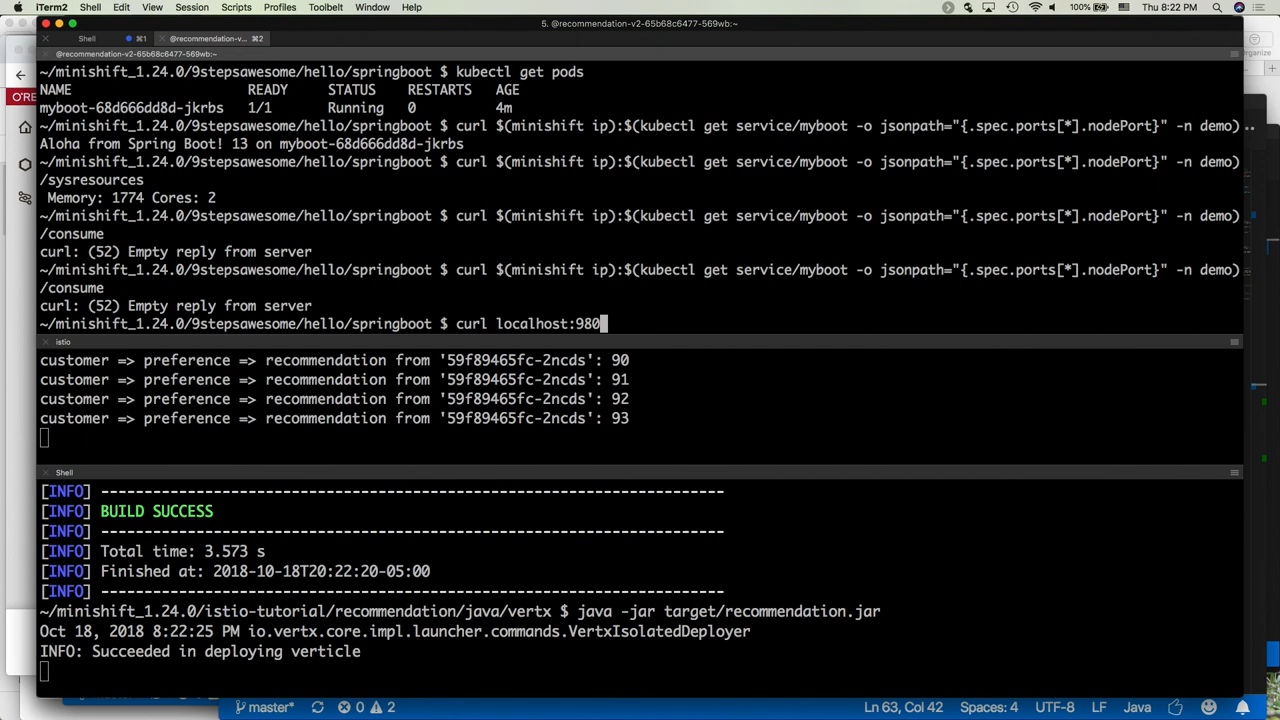 iTerm2 Shell Edit View Session Scripts Profiles Toolbelt Window Help
100% Thu 8:22 PM
5. @recommendation-v2-65b68c6477-569wb:~
Shell ⌘1 @recommendation-v... ⌘2
@recommendation-v2-65b68c6477-569wb:~
~/minishift_1.24.0/9stepsawesome/hello/springboot $ kubectl get pods
NAME READY STATUS RESTARTS AGE
myboot-68d666dd8d-jkrbs 1/1 Running 0 4m
~/minishift_1.24.0/9stepsawesome/hello/springboot $ curl $(minishift ip):$(kubectl get service/myboot -o jsonpath="{.spec.ports[*].nodePort}" -n demo)
Aloha from Spring Boot! 13 on myboot-68d666dd8d-jkrbs
~/minishift_1.24.0/9stepsawesome/hello/springboot $ curl $(minishift ip):$(kubectl get service/myboot -o jsonpath="{.spec.ports[*].nodePort}" -n demo)
/sysresources
Memory: 1774 Cores: 2
~/minishift_1.24.0/9stepsawesome/hello/springboot $ curl $(minishift ip):$(kubectl get service/myboot -o jsonpath="{.spec.ports[*].nodePort}" -n demo)
/consume
curl: (52) Empty reply from server
~/minishift_1.24.0/9stepsawesome/hello/springboot $ curl $(minishift ip):$(kubectl get service/myboot -o jsonpath="{.spec.ports[*].nodePort}" -n demo)
/consume
curl: (52) Empty reply from server
~/minishift_1.24.0/9stepsawesome/hello/springboot $ curl localhost:980
istio
customer => preference => recommendation from '59f89465fc-2ncds': 90
customer => preference => recommendation from '59f89465fc-2ncds': 91
customer => preference => recommendation from '59f89465fc-2ncds': 92
customer => preference => recommendation from '59f89465fc-2ncds': 93
Shell
[INFO] ------------------------------------------------------------------------
[INFO] BUILD SUCCESS
[INFO] ------------------------------------------------------------------------
[INFO] Total time: 3.573 s
[INFO] Finished at: 2018-10-18T20:22:20-05:00
[INFO] ------------------------------------------------------------------------
~/minishift_1.24.0/istio-tutorial/recommendation/java/vertx $ java -jar target/recommendation.jar
Oct 18, 2018 8:22:25 PM io.vertx.core.impl.launcher.commands.VertxIsolatedDeployer
INFO: Succeeded in deploying verticle
master* 0 2 Ln 63, Col 42 Spaces: 4 UTF-8 LF Java